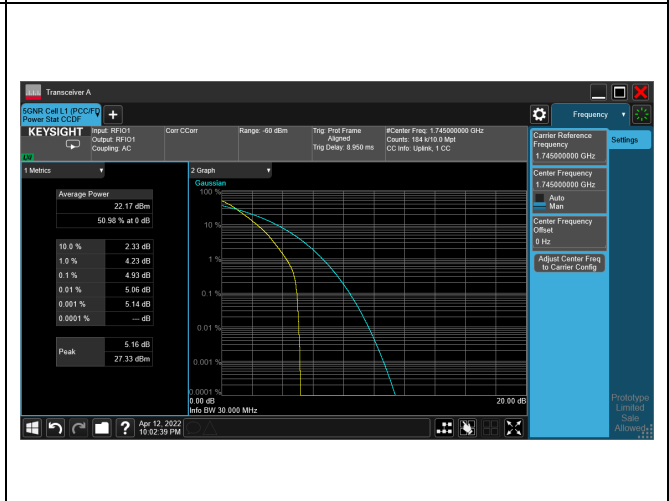 Transceiver A
5GNR Cell L1 (PCC/FD
Power Stat CCDF
Frequency
KEYSIGHT
Input: RFIO1
Output: RFIO1
Coupling: AC
Corr CCorr
Range: -60 dBm
Trig: Prot Frame
Aligned
Trig Delay: 8.950 ms
#Center Freq: 1.745000000 GHz
Counts: 184 k/10.0 Mpt
CC Info: Uplink, 1 CC
1 Metrics
Average Power
22.17 dBm
50.98 % at 0 dB
10.0 % 2.33 dB
1.0 % 4.23 dB
0.1 % 4.93 dB
0.01 % 5.06 dB
0.001 % 5.14 dB
0.0001 % --- dB
Peak
5.16 dB
27.33 dBm
2 Graph
Gaussian
100 %
10 %
1 %
0.1 %
0.01 %
0.001 %
0.0001 %
0.00 dB 20.00 dB
Info BW 30.000 MHz
Carrier Reference
Frequency
1.745000000 GHz
Center Frequency
1.745000000 GHz
Auto
Man
Center Frequency
Offset
0 Hz
Adjust Center Freq
to Carrier Config
Settings
Prototype
Limited
Sale
Allowed
?
Apr 12, 2022
10:02:39 PM